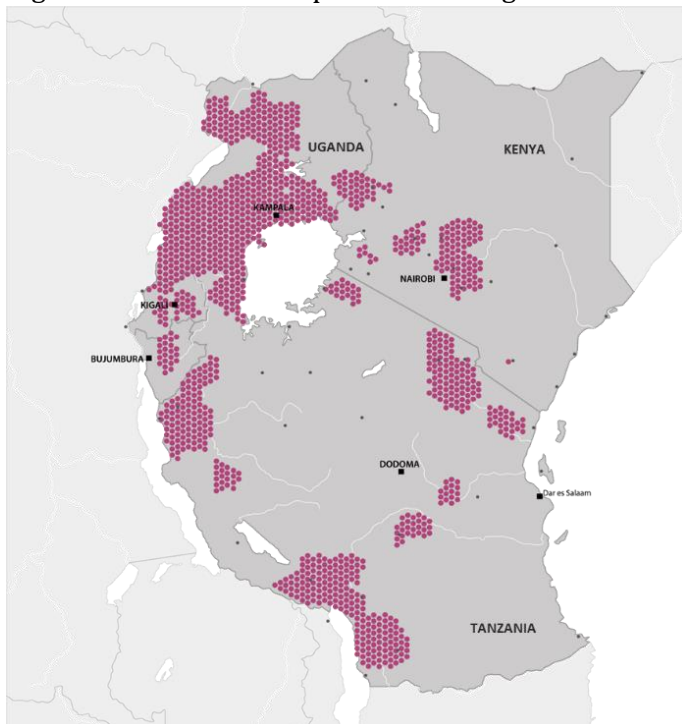 UGANDA
KENYA
KAMPALA
NAIROBI
KIGALI
BUJUMBURA
DODOMA
Dar es Salaam
TANZANIA